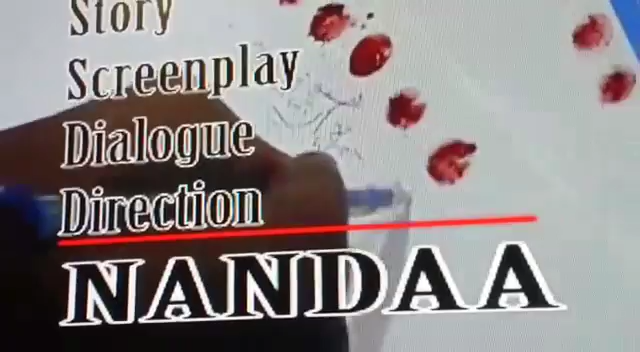 Story
Screenplay
Dialogue
Direction
NANDAA